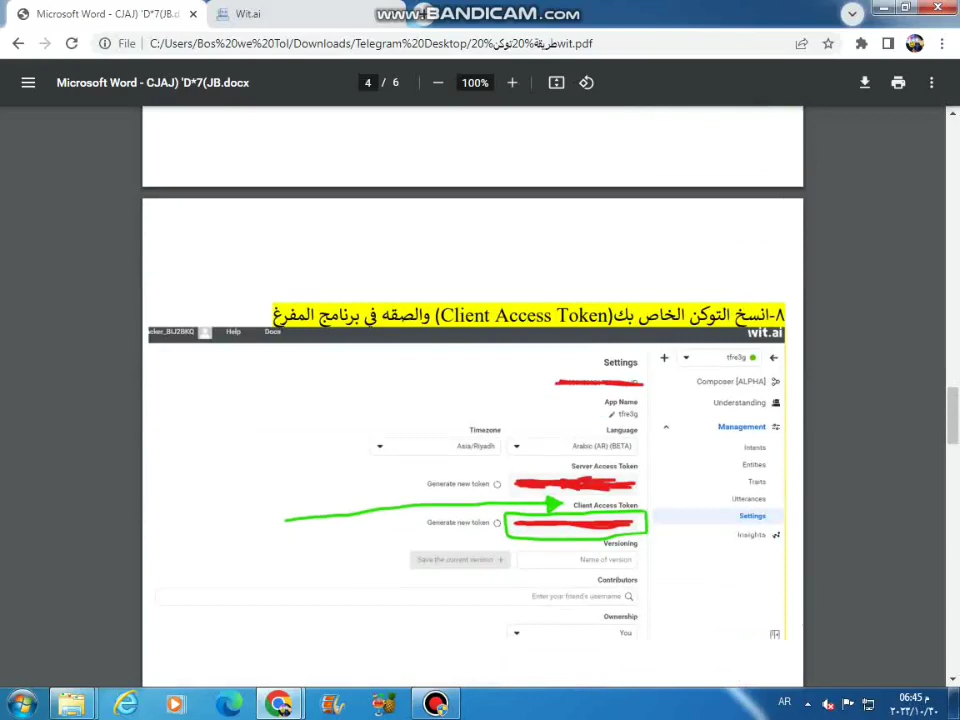 Microsoft Word - CJAJ) 'D*7(JB.d
Wit.ai
www.BANDICAM.com
File
C:/Users/Bos%20we%20Tol/Downloads/Telegram%20Desktop/20%طريقة%20توكنwit.pdf
Microsoft Word - CJAJ) 'D*7(JB.docx
4 / 6
100%
٨-انسخ التوكن الخاص بك(Client Access Token) والصقه في برنامج المفرغ
Help
Docs
wit.ai
Settings
tfre3g
Composer [ALPHA]
App Name
Understanding
tfre3g
Timezone
Language
Management
Asia/Riyadh
Arabic (AR) (BETA)
Intents
Server Access Token
Entities
Generate new token
Traits
Client Access Token
Utterances
Generate new token
Settings
Versioning
Insights
Save the current version +
Name of version
Contributors
Enter your friend's username
Ownership
You
AR
06:45 م
٢٠٢٢/١٠/٣٠